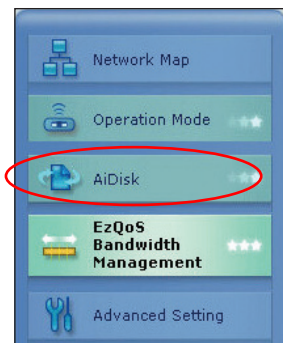 Network Map
Operation Mode
AiDisk
EzQoS
Bandwidth
Management
Advanced Setting